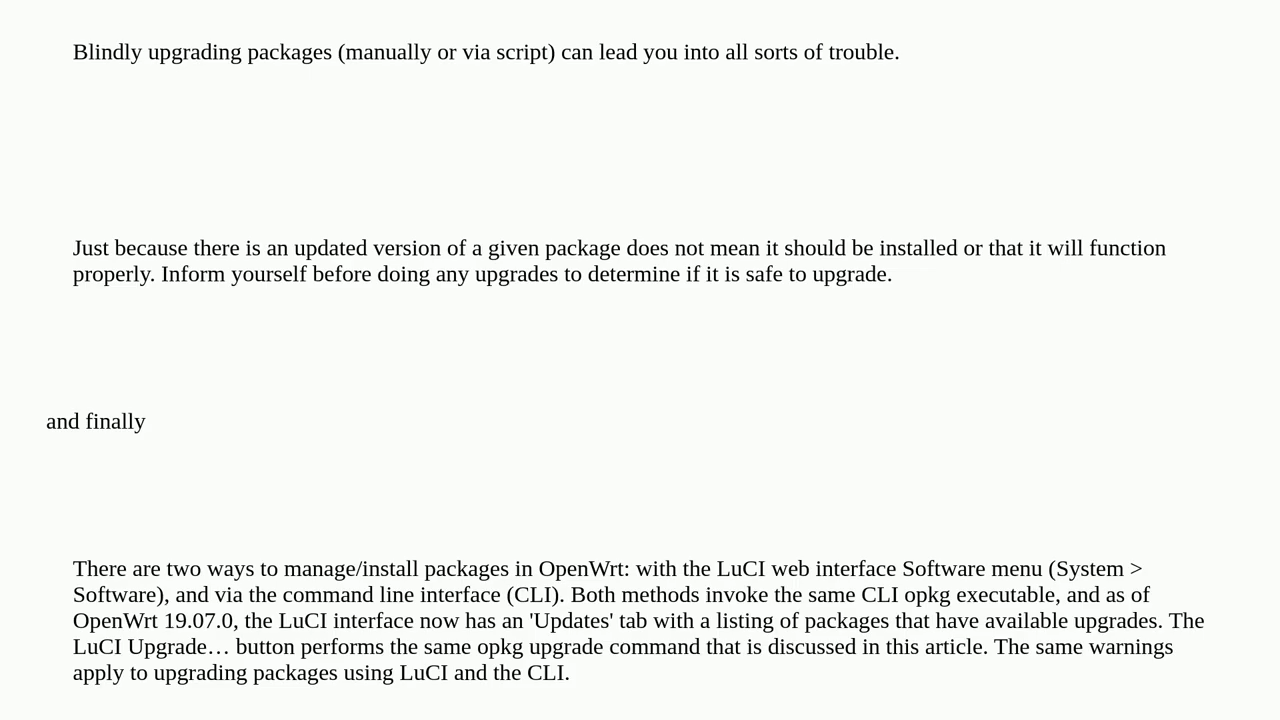 Blindly upgrading packages (manually or via script) can lead you into all sorts of trouble.
Just because there is an updated version of a given package does not mean it should be installed or that it will function
properly. Inform yourself before doing any upgrades to determine if it is safe to upgrade.
and finally
There are two ways to manage/install packages in OpenWrt: with the LuCI web interface Software menu (System >
Software), and via the command line interface (CLI). Both methods invoke the same CLI opkg executable, and as of
OpenWrt 19.07.0, the LuCI interface now has an 'Updates' tab with a listing of packages that have available upgrades. The
LuCI Upgrade… button performs the same opkg upgrade command that is discussed in this article. The same warnings
apply to upgrading packages using LuCI and the CLI.